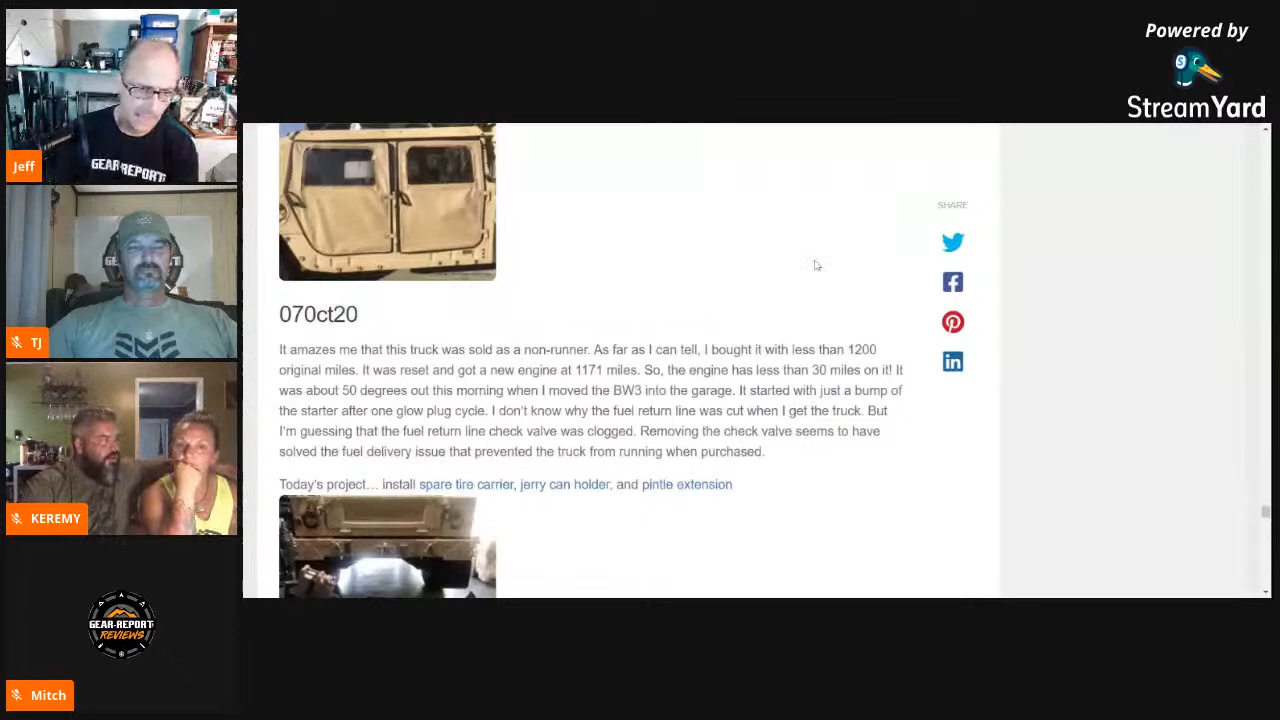 Powered by
StreamYard
GEAR-REPORT
Jeff
TJ
KEREMY
GEAR-REPORT
REVIEWS
Mitch
SHARE
070ct20
It amazes me that this truck was sold as a non-runner. As far as I can tell, I bought it with less than 1200
original miles. It was reset and got a new engine at 1171 miles. So, the engine has less than 30 miles on it! It
was about 50 degrees out this morning when I moved the BW3 into the garage. It started with just a bump of
the starter after one glow plug cycle. I don't know why the fuel return line was cut when I get the truck. But
I'm guessing that the fuel return line check valve was clogged. Removing the check valve seems to have
solved the fuel delivery issue that prevented the truck from running when purchased.
Today's project… install spare tire carrier, jerry can holder, and pintle extension